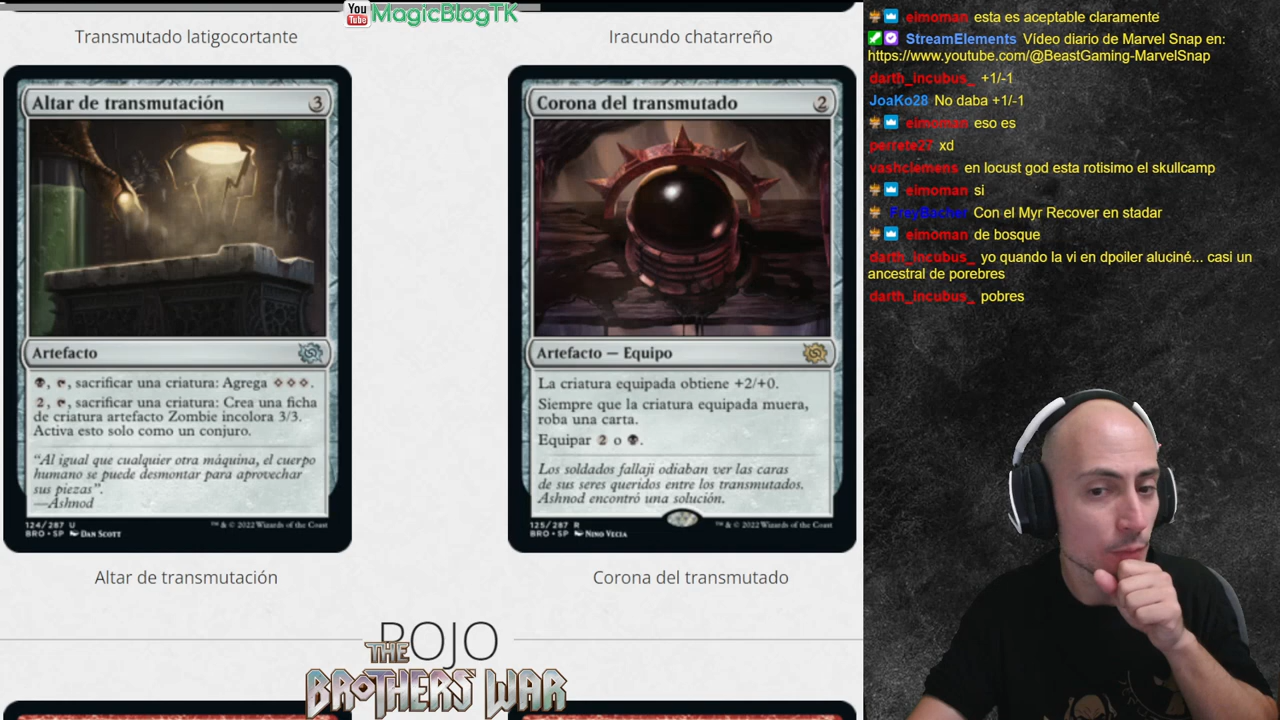 You Tube MagicBlogTK
Transmutado latigocortante
Iracundo chatarreño
Altar de transmutación 3
Artefacto
, , sacrificar una criatura: Agrega .
2, , sacrificar una criatura: Crea una ficha
de criatura artefacto Zombie incolora 3/3.
Activa esto solo como un conjuro.
“Al igual que cualquier otra máquina, el cuerpo
humano se puede desmontar para aprovechar
sus piezas”.
—Ashnod
124/287 U
BRO • SP DAN SCOTT
™ & © 2022 Wizards of the Coast
Altar de transmutación
Corona del transmutado 2
Artefacto — Equipo
La criatura equipada obtiene +2/+0.
Siempre que la criatura equipada muera,
roba una carta.
Equipar 2 o .
Los soldados fallaji odiaban ver las caras
de sus seres queridos entre los transmutados.
Ashnod encontró una solución.
125/287 R
BRO • SP NINO VECIA
™ & © 2022 Wizards of the Coast
Corona del transmutado
ROJO
THE
BROTHERS' WAR
eimoman esta es aceptable claramente
StreamElements Vídeo diario de Marvel Snap en:
https://www.youtube.com/@BeastGaming-MarvelSnap
darth_incubus_ +1/-1
JoaKo28 No daba +1/-1
eimoman eso es
perrete27 xd
vashclemens en locust god esta rotisimo el skullcamp
eimoman si
Con el Myr Recover en stadar
eimoman de bosque
darth_incubus_ yo quando la vi en dpoiler aluciné... casi un
ancestral de porebres
darth_incubus_ pobres